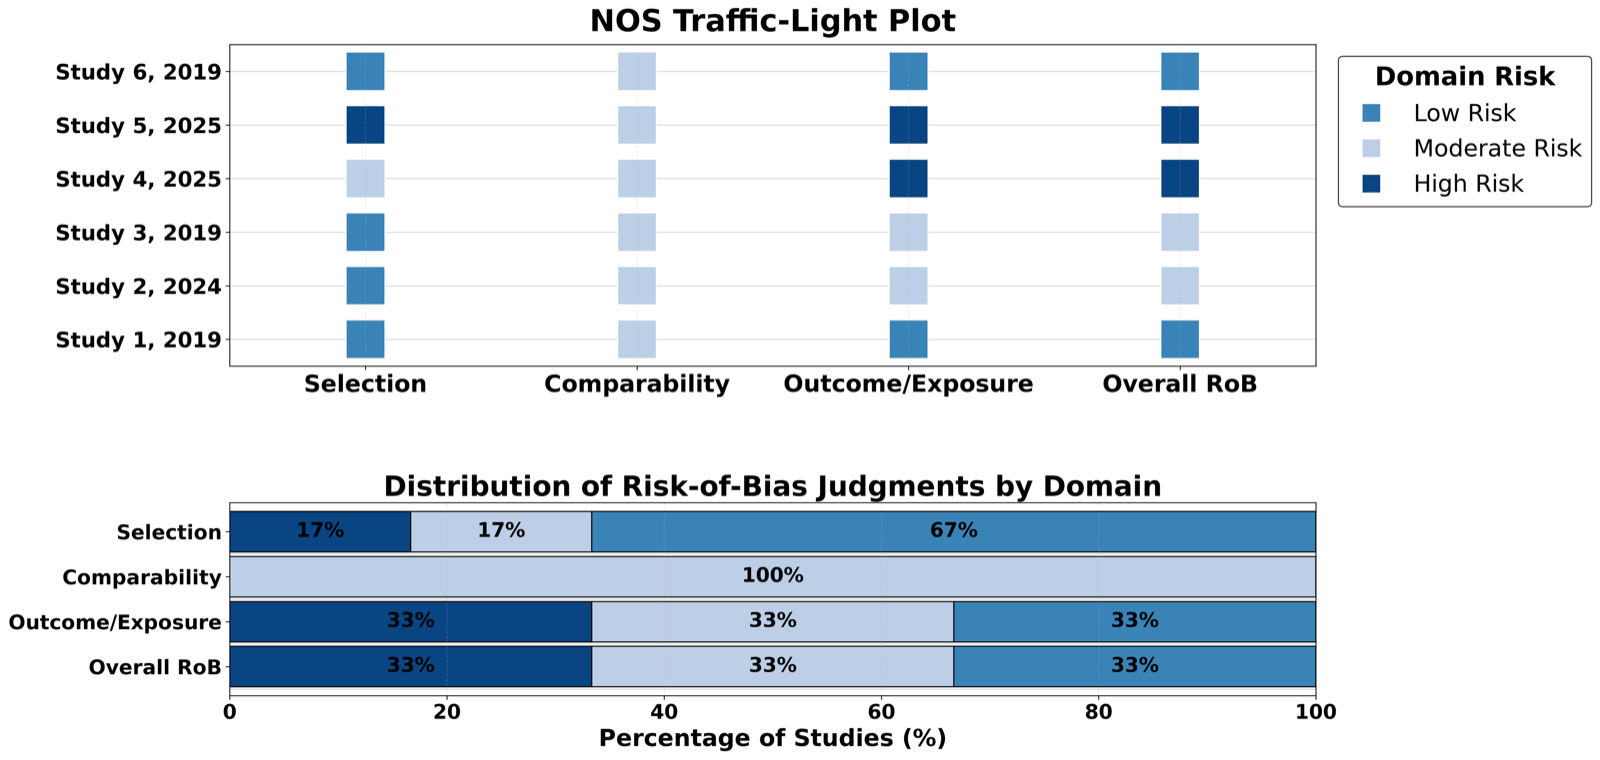 NOS Traffic-Light Plot
Study 6, 2019
Study 5, 2025
Study 4, 2025
Study 3, 2019
Study 2, 2024
Study 1, 2019
Selection Comparability Outcome/Exposure Overall RoB
Domain Risk
Low Risk
Moderate Risk
High Risk
Distribution of Risk-of-Bias Judgments by Domain
Selection 17% 17% 67%
Comparability 100%
Outcome/Exposure 33% 33% 33%
Overall RoB 33% 33% 33%
0 20 40 60 80 100
Percentage of Studies (%)